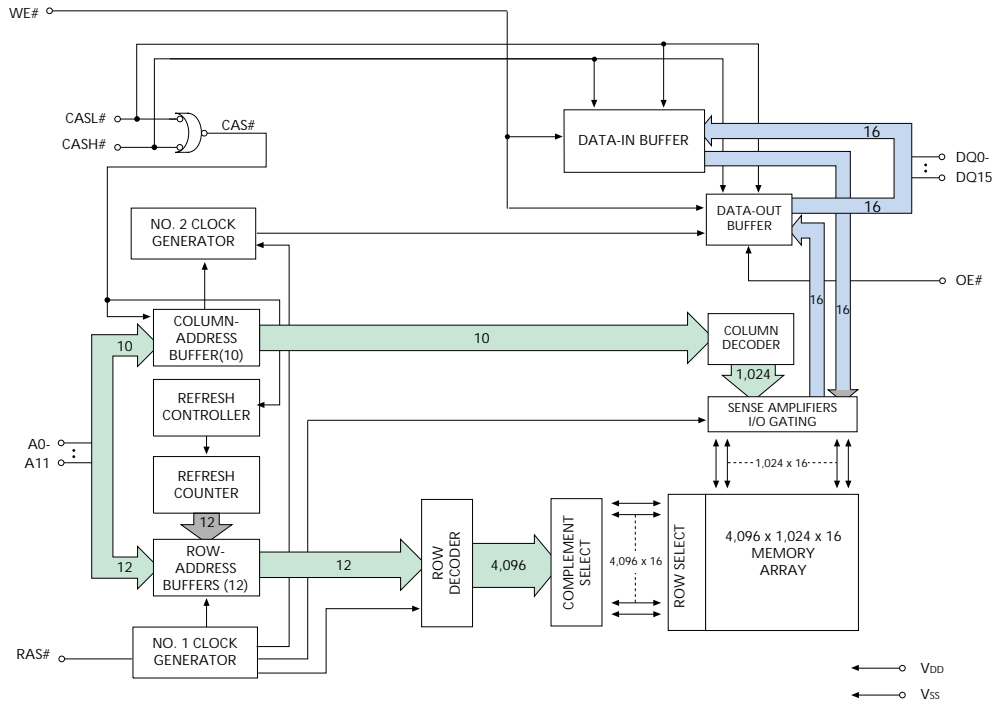 WE#
CASL#
CASH#
CAS#
DATA-IN BUFFER
16
DQ0-
DQ15
DATA-OUT
BUFFER
16
NO. 2 CLOCK
GENERATOR
OE#
16
16
COLUMN-
ADDRESS
BUFFER(10)
10
10
COLUMN
DECODER
1,024
REFRESH
CONTROLLER
SENSE AMPLIFIERS
I/O GATING
A0-
A11
1,024 x 16
REFRESH
COUNTER
12
ROW-
ADDRESS
BUFFERS (12)
12
12
ROW
DECODER
4,096
COMPLEMENT
SELECT
4,096 x 16
ROW SELECT
4,096 x 1,024 x 16
MEMORY
ARRAY
RAS#
NO. 1 CLOCK
GENERATOR
VDD
VSS